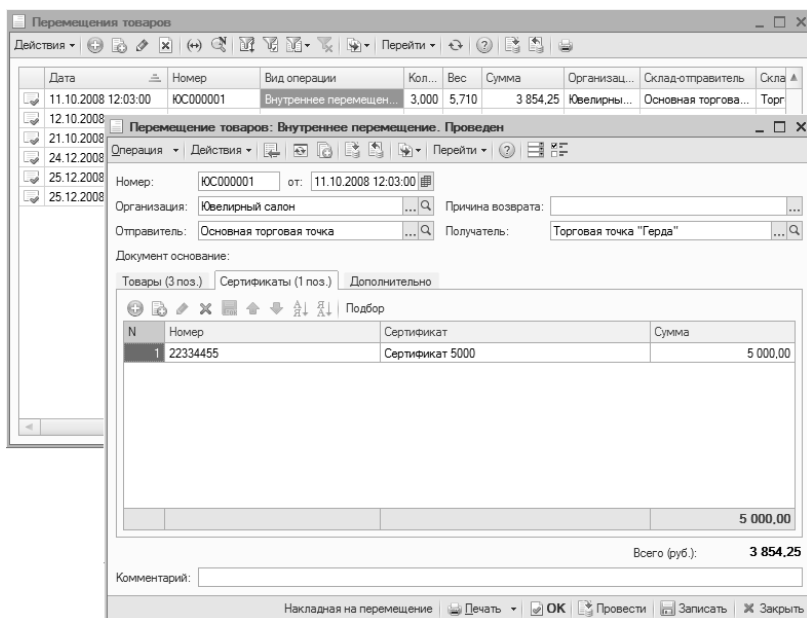 Перемещения товаров
Действия Перейти
Дата Номер Вид операции Кол... Вес Сумма Организац... Склад-отправитель Скла
11.10.2008 12:03:00 ЮС000001 Внутреннее перемещен... 3,000 5,710 3 854,25 Ювелирны... Основная торгова... Торг
12.10.2008
21.10.2008
24.12.2008
25.12.2008
25.12.2008
Перемещение товаров: Внутреннее перемещение. Проведен
Операция Действия Перейти
Номер: ЮС000001 от: 11.10.2008 12:03:00
Организация: Ювелирный салон ... Причина возврата: ...
Отправитель: Основная торговая точка ... Получатель: Торговая точка "Герда" ...
Документ основание:
Товары (3 поз.) Сертификаты (1 поз.) Дополнительно
Подбор
N Номер Сертификат Сумма
1 22334455 Сертификат 5000 5 000,00
5 000,00
Всего (руб.): 3 854,25
Комментарий:
Накладная на перемещение Печать OK Провести Записать Закрыть